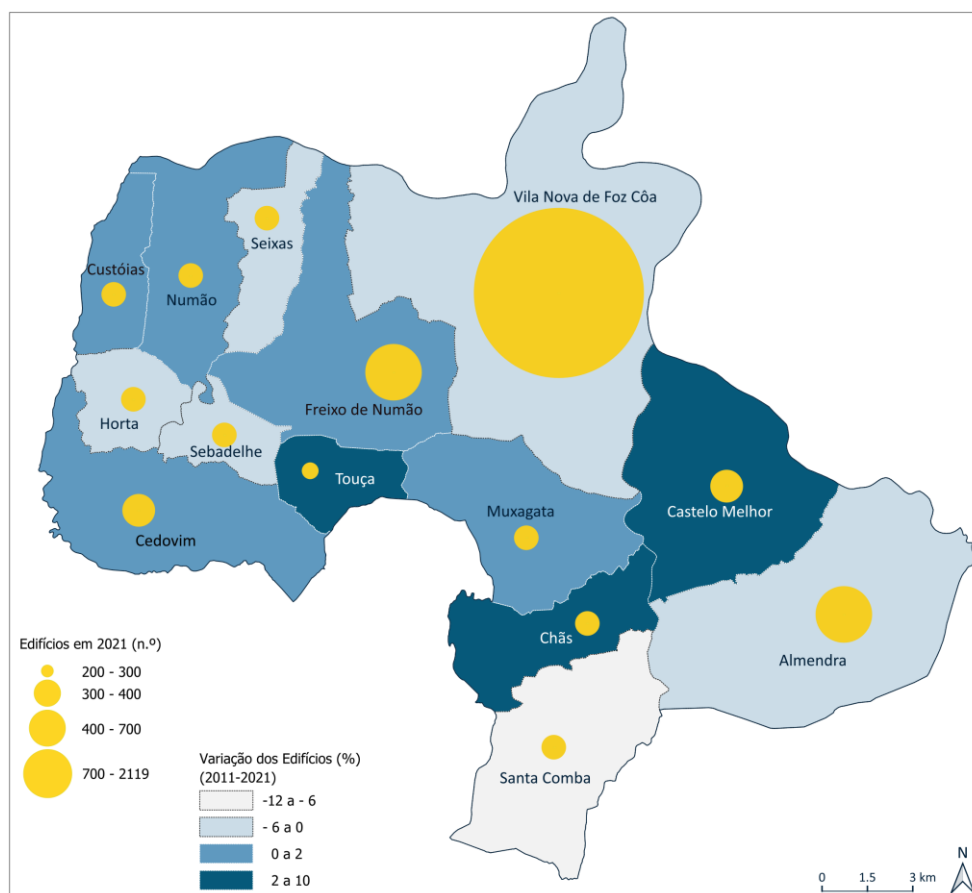 Vila Nova de Foz Côa
Seixas
Custóias
Numão
Freixo de Numão
Horta
Sebadelhe
Touça
Castelo Melhor
Muxagata
Cedovim
Chãs
Almendra
Santa Comba
Edifícios em 2021 (n.º)
200 - 300
300 - 400
400 - 700
700 - 2119
Variação dos Edifícios (%)
(2011-2021)
-12 a - 6
- 6 a 0
0 a 2
2 a 10
N
0 1.5 3 km